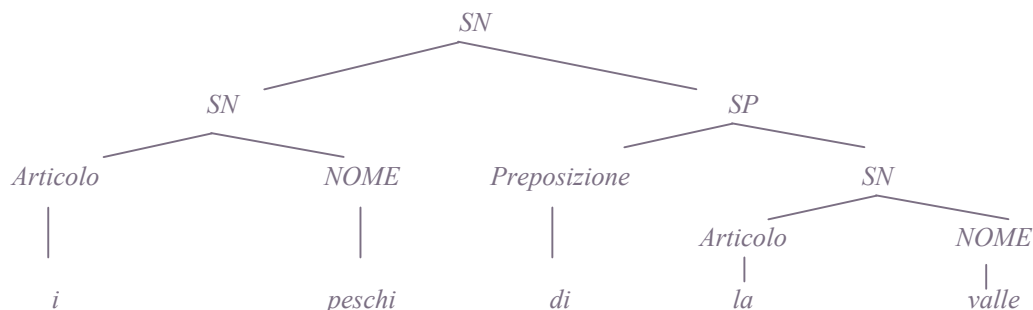 SN
SN SP
Articolo NOME Preposizione SN
Articolo NOME
i peschi di la valle